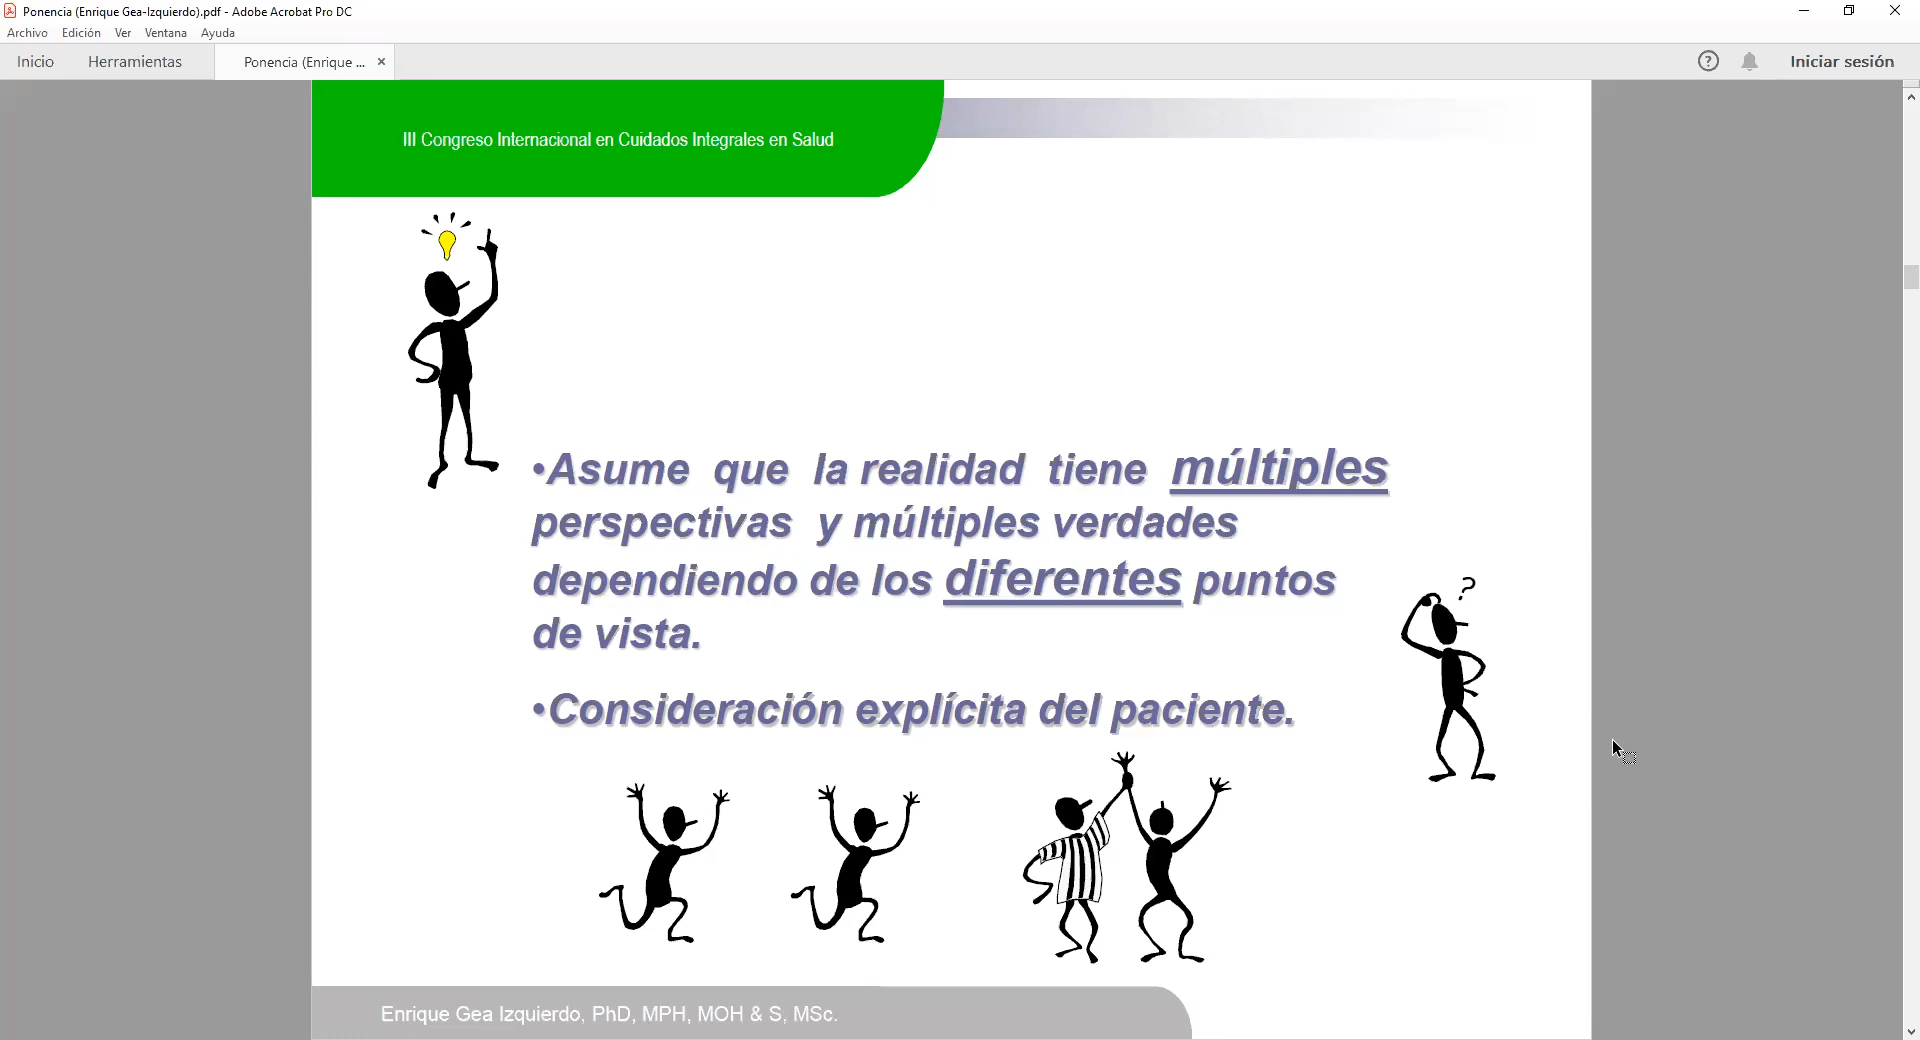 Ponencia (Enrique Gea-Izquierdo).pdf - Adobe Acrobat Pro DC
Archivo Edición Ver Ventana Ayuda
Inicio Herramientas Ponencia (Enrique ... × ? Iniciar sesión
III Congreso Internacional en Cuidados Integrales en Salud
•Asume que la realidad tiene múltiples
perspectivas y múltiples verdades
dependiendo de los diferentes puntos
de vista.
?
•Consideración explícita del paciente.
Enrique Gea Izquierdo, PhD, MPH, MOH & S, MSc.